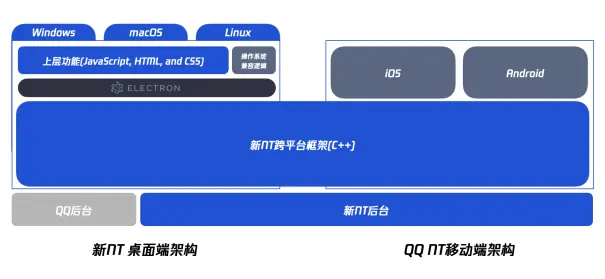 Windows
macOS
Linux
上层功能(JavaScript, HTML, and CSS)
操作系统
兼容逻辑
ELECTRON
iOS
Android
新NT跨平台框架(C++)
QQ后台
新NT后台
新NT 桌面端架构
QQ NT移动端架构